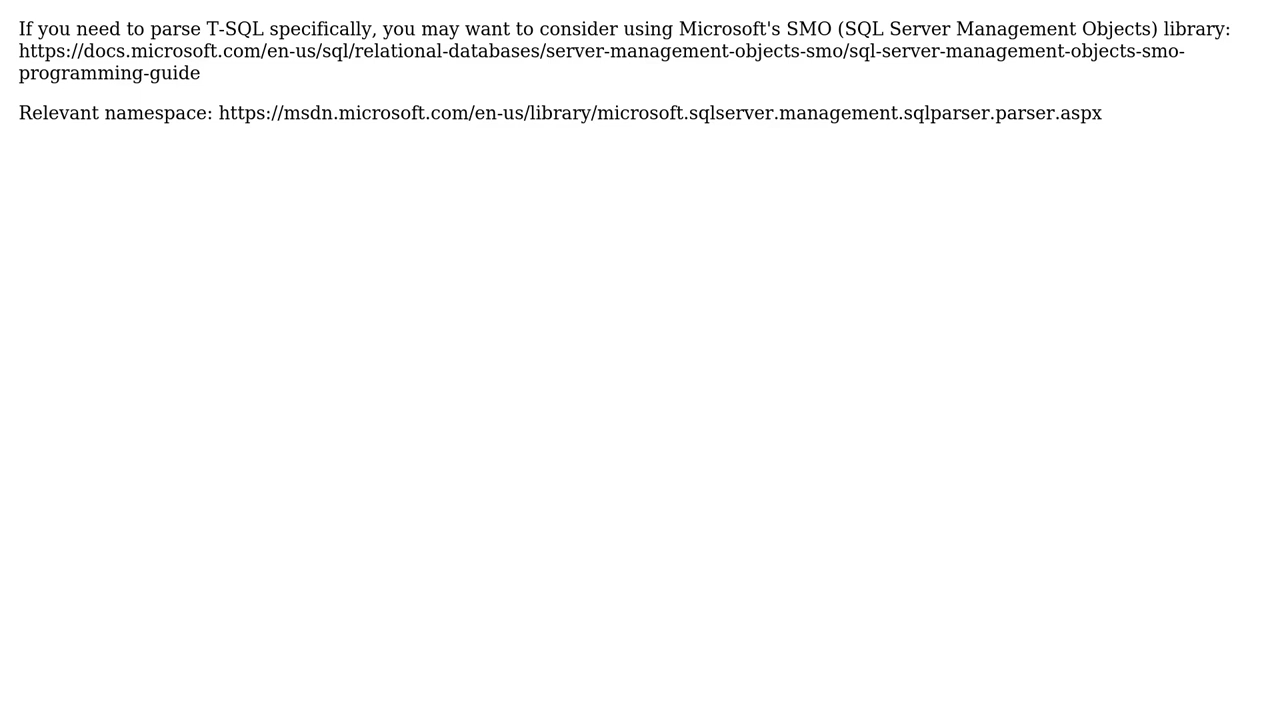 If you need to parse T-SQL specifically, you may want to consider using Microsoft's SMO (SQL Server Management Objects) library:
https://docs.microsoft.com/en-us/sql/relational-databases/server-management-objects-smo/sql-server-management-objects-smo-
programming-guide
Relevant namespace: https://msdn.microsoft.com/en-us/library/microsoft.sqlserver.management.sqlparser.parser.aspx